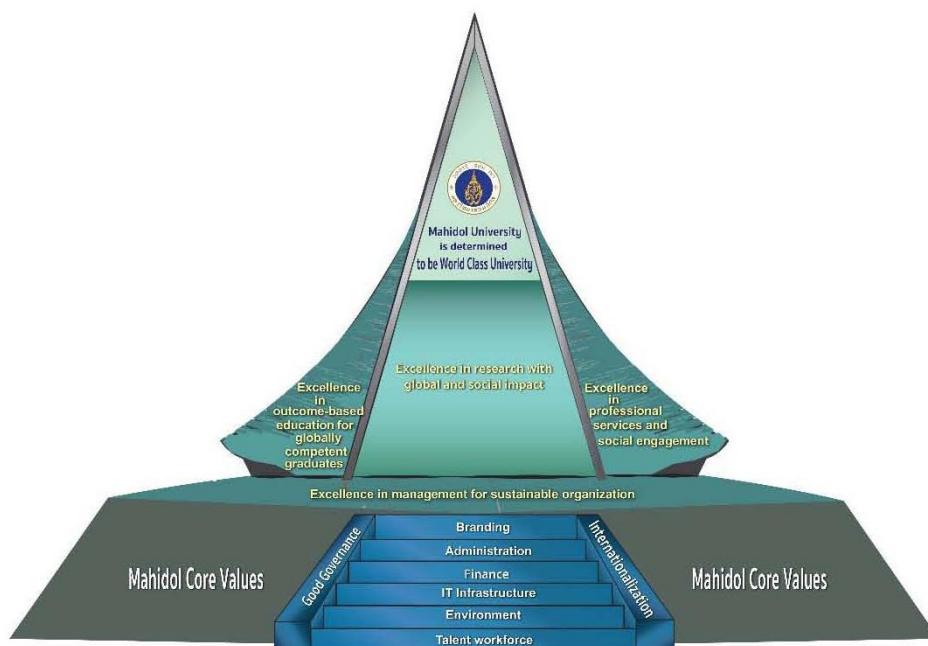 Mahidol University
is determined
to be World Class University
Excellence in research with
global and social impact
Excellence
in
outcome-based
education for
globally
competent
graduates
Excellence
in
professional
services and
social engagement
Excellence in management for sustainable organization
Mahidol Core Values
Good Governance
Branding
Administration
Finance
IT Infrastructure
Environment
Talent workforce
Internationalization
Mahidol Core Values